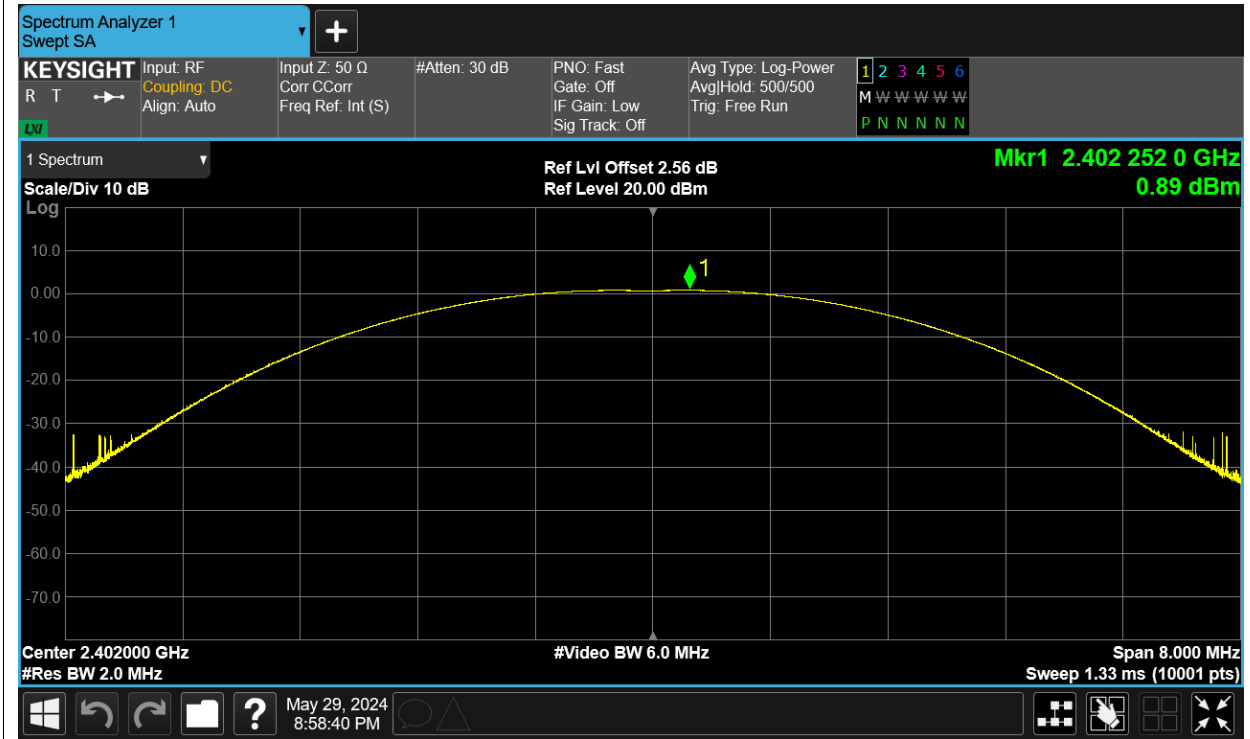 Spectrum Analyzer 1
Swept SA
+
KEYSIGHT
R T
LXI
Input: RF
Coupling: DC
Align: Auto
Input Z: 50 Ω
Corr CCorr
Freq Ref: Int (S)
#Atten: 30 dB
PNO: Fast
Gate: Off
IF Gain: Low
Sig Track: Off
Avg Type: Log-Power
Avg|Hold: 500/500
Trig: Free Run
1 2 3 4 5 6
M W W W W W
P N N N N N
1 Spectrum
Scale/Div 10 dB
Log
Ref Lvl Offset 2.56 dB
Ref Level 20.00 dBm
Mkr1 2.402 252 0 GHz
0.89 dBm
1
10.0
0.00
-10.0
-20.0
-30.0
-40.0
-50.0
-60.0
-70.0
Center 2.402000 GHz
#Video BW 6.0 MHz
Span 8.000 MHz
#Res BW 2.0 MHz
Sweep 1.33 ms (10001 pts)
?
May 29, 2024
8:58:40 PM